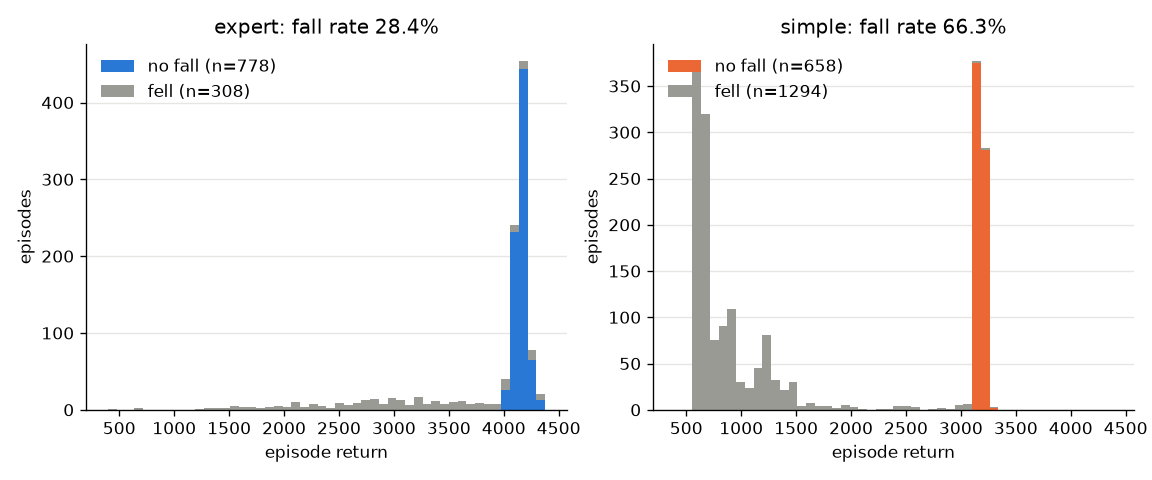 expert: fall rate 28.4%
no fall (n=778)
fell (n=308)
400
300
200
100
0
episodes
500 1000 1500 2000 2500 3000 3500 4000 4500
episode return
simple: fall rate 66.3%
no fall (n=658)
fell (n=1294)
350
300
250
200
150
100
50
0
episodes
500 1000 1500 2000 2500 3000 3500 4000 4500
episode return